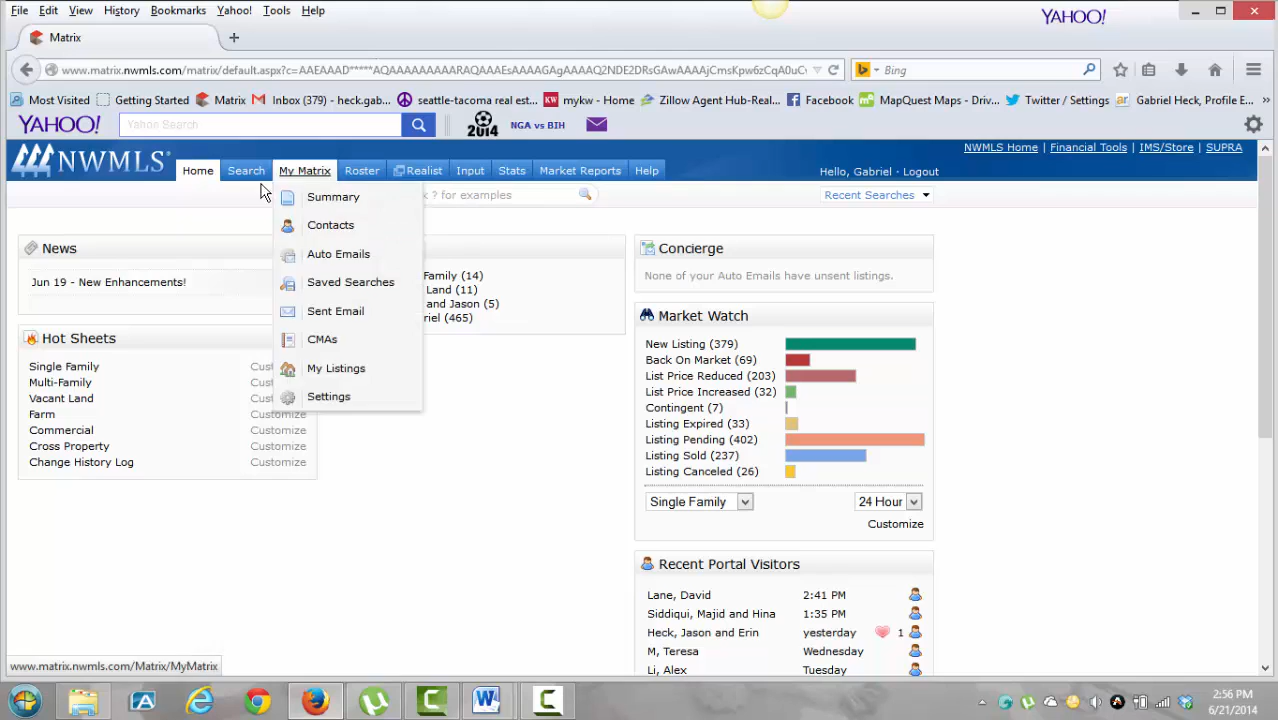 File Edit View History Bookmarks Yahoo! Tools Help
YAHOO!
Matrix
www.matrix.nwmls.com/matrix/default.aspx?c=AAEAAAD*****AQAAAAAAAAARAQAAAEsAAAAGAgAAAAQ2NDE2DRsGAwAAAAjCmsKpw6zCqA0uCv
Bing
Most Visited Getting Started Matrix Inbox (379) - heck.gab... seattle-tacoma real est... mykw - Home Zillow Agent Hub-Real... Facebook MapQuest Maps - Driv... Twitter / Settings Gabriel Heck, Profile E...
YAHOO! Yahoo Search 2014 NGA vs BIH
NWMLS Home | Financial Tools | IMS/Store | SUPRA
NWMLS
Home Search My Matrix Roster Realist Input Stats Market Reports Help
Hello, Gabriel - Logout
? for examples
Recent Searches
Summary
Contacts
Auto Emails
Saved Searches
Sent Email
CMAs
My Listings
Settings
News
Jun 19 - New Enhancements!
Family (14)
Land (11)
and Jason (5)
riel (465)
Hot Sheets
Single Family
Multi-Family
Vacant Land
Farm Customize
Commercial Customize
Cross Property Customize
Change History Log Customize
Concierge
None of your Auto Emails have unsent listings.
Market Watch
New Listing (379)
Back On Market (69)
List Price Reduced (203)
List Price Increased (32)
Contingent (7)
Listing Expired (33)
Listing Pending (402)
Listing Sold (237)
Listing Canceled (26)
Single Family 24 Hour
Customize
Recent Portal Visitors
Lane, David 2:41 PM
Siddiqui, Majid and Hina 1:35 PM
Heck, Jason and Erin yesterday 1
M, Teresa Wednesday
Li, Alex Tuesday
www.matrix.nwmls.com/Matrix/MyMatrix
2:56 PM
6/21/2014